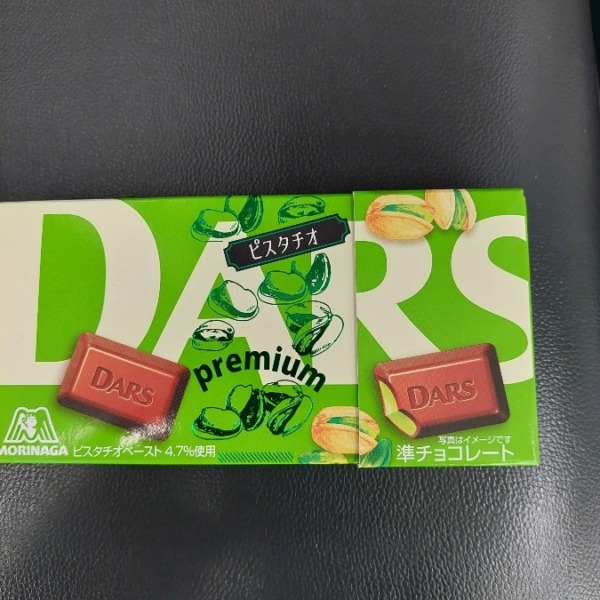 DARS
ピスタチオ
premium
DARS
DARS
MORINAGA
ピスタチオペースト 4.7%使用
写真はイメージです
準チョコレート